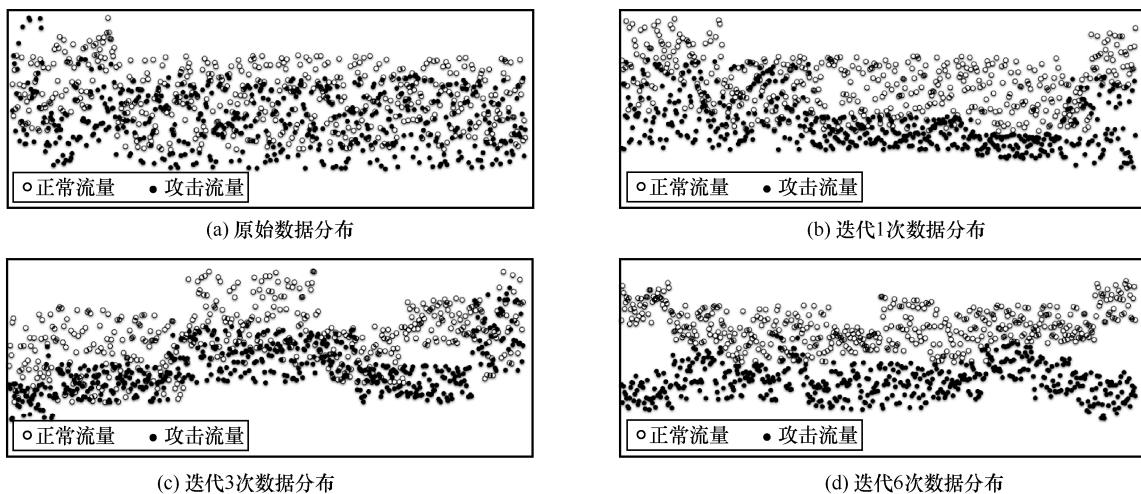 正常流量 攻击流量
正常流量 攻击流量
(a) 原始数据分布
(b) 迭代1次数据分布
正常流量 攻击流量
正常流量 攻击流量
(c) 迭代3次数据分布
(d) 迭代6次数据分布